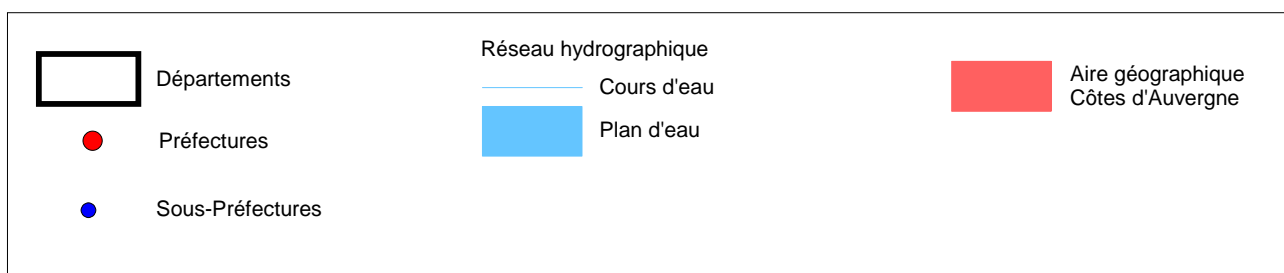 Départements
Préfectures
Sous-Préfectures
Réseau hydrographique
Cours d'eau
Plan d'eau
Aire géographique
Côtes d'Auvergne